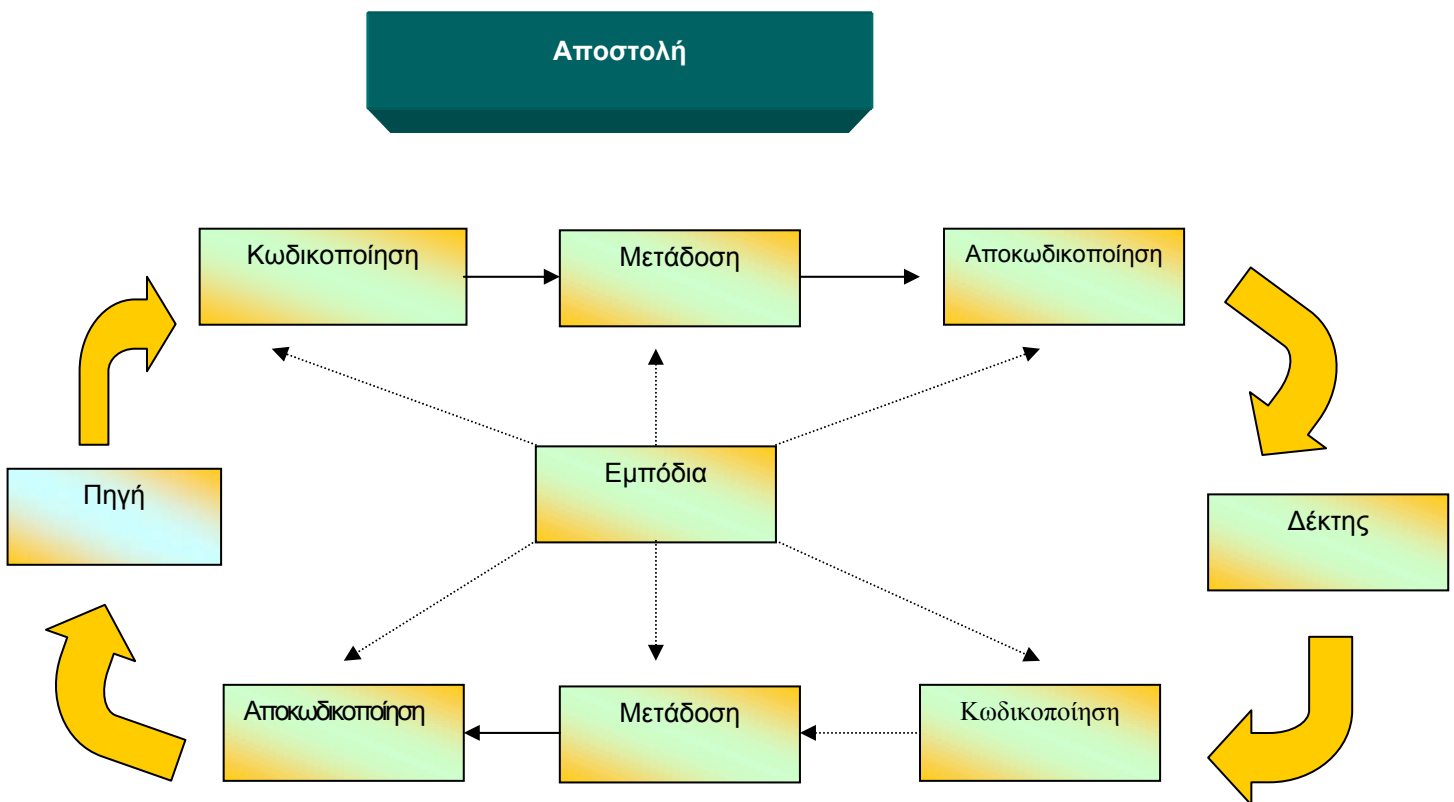 Αποστολή
Κωδικοποίηση
Μετάδοση
Αποκωδικοποίηση
Εμπόδια
Πηγή
Δέκτης
Αποκωδικοποίηση
Μετάδοση
Κωδικοποίηση